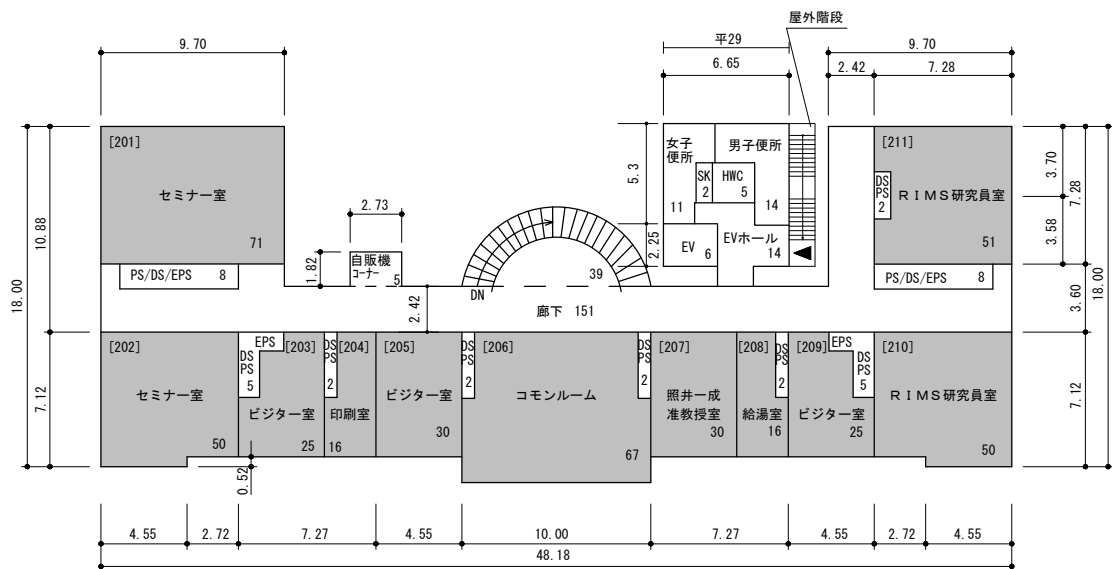 屋外階段
9.70
平29
6.65
9.70
2.42
7.28
[201]
セミナー室
71
PS/DS/EPS 8
18.00
10.88
7.12
2.73
1.82
自販機
コーナー
5
2.42
DN
39
廊下 151
5.3
2.25
女子
便所
11
男子便所
14
SK
2
HWC
5
EV
6
EVホール
14
[211]
DS
PS
2
RIMS研究員室
51
PS/DS/EPS 8
3.70
3.58
7.28
3.60
7.12
18.00
[202]
セミナー室
50
EPS
DS
PS
5
[203]
ビジター室
25
0.52
DS
PS
2
[204]
印刷室
16
[205]
ビジター室
30
DS
PS
2
[206]
コモンルーム
67
DS
PS
2
[207]
照井一成
准教授室
30
[208]
給湯室
16
DS
PS
2
[209]
ビジター室
25
EPS
DS
PS
5
[210]
RIMS研究員室
50
4.55
2.72
7.27
4.55
10.00
7.27
4.55
2.72
4.55
48.18